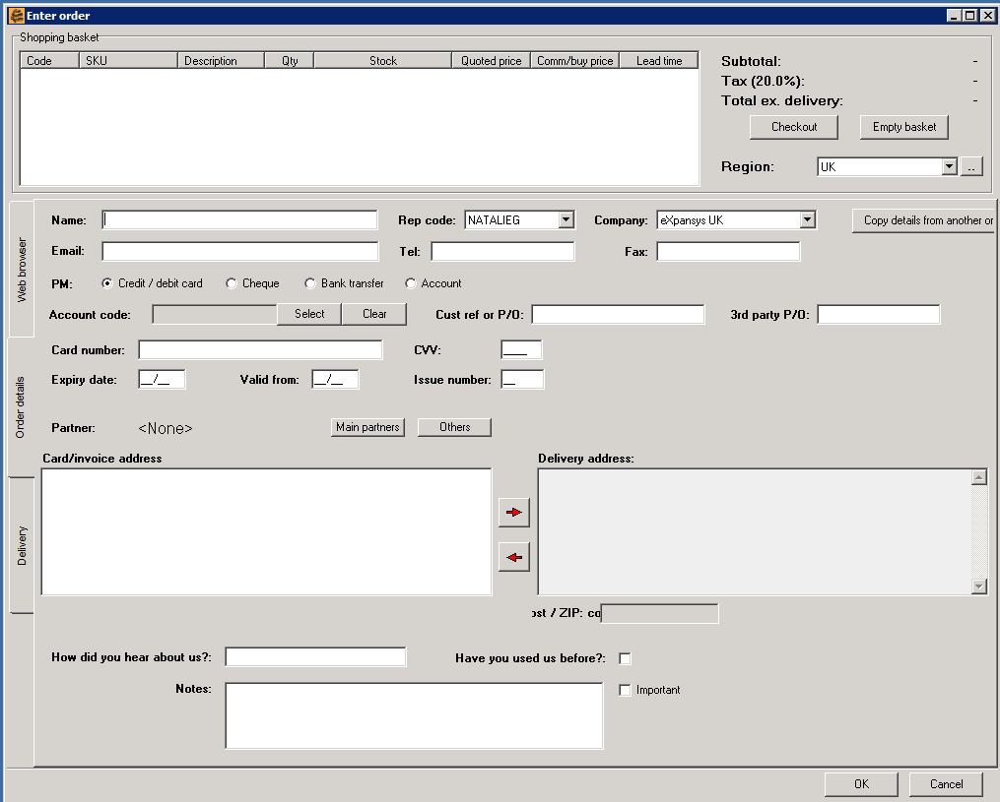 Enter order
Shopping basket
Code SKU Description Qty Stock Quoted price Comm/buy price Lead time
Subtotal: -
Tax (20.0%): -
Total ex. delivery: -
Checkout Empty basket
Region: UK ..
Web browser
Order details
Delivery
Name: Rep code: NATALIEG Company: eXpansys UK Copy details from another or
Email: Tel: Fax:
PM: Credit / debit card Cheque Bank transfer Account
Account code: Select Clear Cust ref or P/O: 3rd party P/O:
Card number: CVV: ___
Expiry date: __/__ Valid from: __/__ Issue number: __
Partner: <None> Main partners Others
Card/invoice address Delivery address:
ost / ZIP: co
How did you hear about us?: Have you used us before?:
Notes: Important
OK Cancel